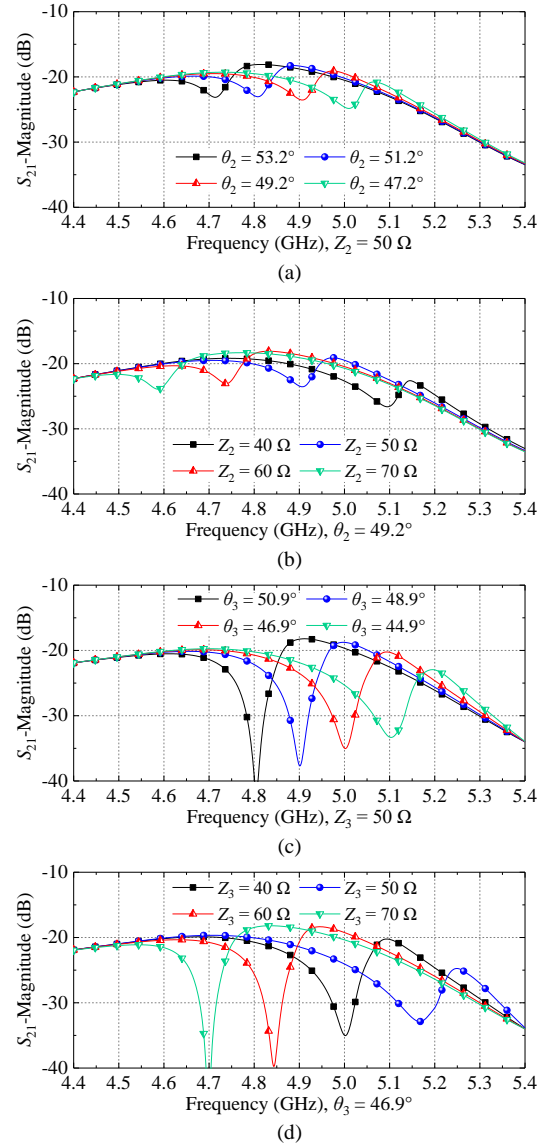 -10
-20
-30
-40
S21-Magnitude (dB)
θ2 = 53.2° θ2 = 51.2°
θ2 = 49.2° θ2 = 47.2°
4.4 4.5 4.6 4.7 4.8 4.9 5.0 5.1 5.2 5.3 5.4
Frequency (GHz), Z2 = 50 Ω
(a)
-10
-20
-30
-40
S21-Magnitude (dB)
Z2 = 40 Ω Z2 = 50 Ω
Z2 = 60 Ω Z2 = 70 Ω
4.4 4.5 4.6 4.7 4.8 4.9 5.0 5.1 5.2 5.3 5.4
Frequency (GHz), θ2 = 49.2°
(b)
-10
-20
-30
-40
S21-Magnitude (dB)
θ3 = 50.9° θ3 = 48.9°
θ3 = 46.9° θ3 = 44.9°
4.4 4.5 4.6 4.7 4.8 4.9 5.0 5.1 5.2 5.3 5.4
Frequency (GHz), Z3 = 50 Ω
(c)
-10
-20
-30
-40
S21-Magnitude (dB)
Z3 = 40 Ω Z3 = 50 Ω
Z3 = 60 Ω Z3 = 70 Ω
4.4 4.5 4.6 4.7 4.8 4.9 5.0 5.1 5.2 5.3 5.4
Frequency (GHz), θ3 = 46.9°
(d)